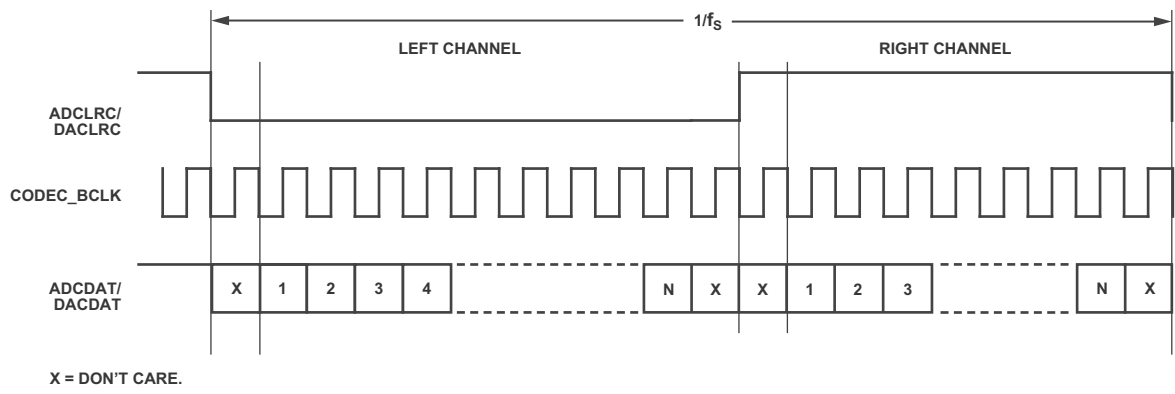 1/fS
LEFT CHANNEL
RIGHT CHANNEL
ADCLRC/
DACLRC
CODEC_BCLK
ADCDAT/
DACDAT
X 1 2 3 4 N X X 1 2 3 N X
X = DON'T CARE.